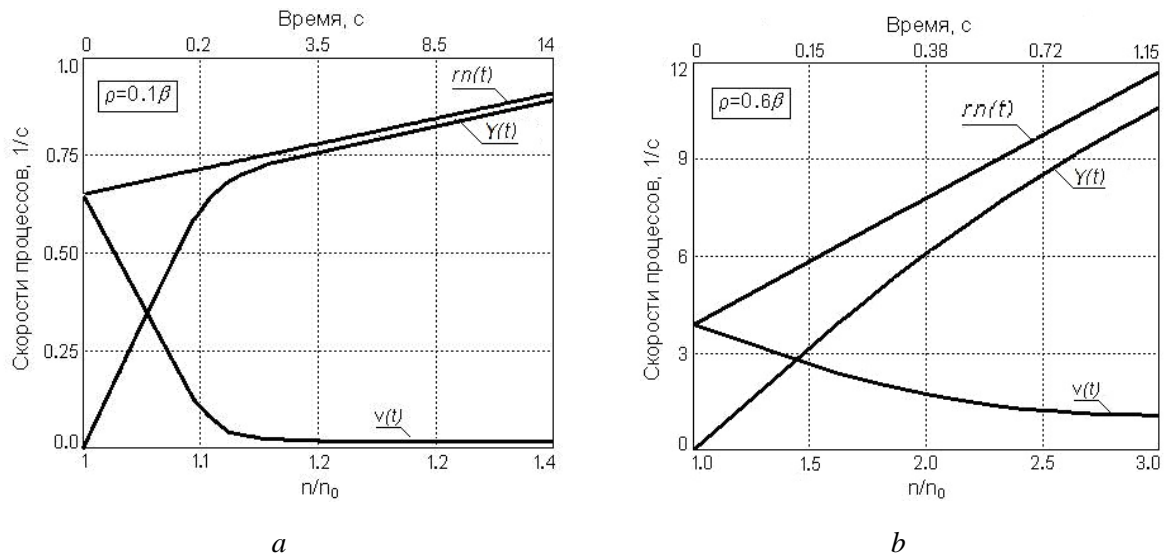 Время, с
0 0.2 3.5 8.5 14
1.0
ρ=0.1β
rn(t)
Y(t)
0.75
0.50
0.25
0.0
v(t)
Скорости процессов, 1/с
1 1.1 1.2 1.2 1.4
n/n₀
a
Время, с
0 0.15 0.38 0.72 1.15
12
ρ=0.6β
rn(t)
Y(t)
9
6
3
0
v(t)
Скорости процессов, 1/с
1.0 1.5 2.0 2.5 3.0
n/n₀
b